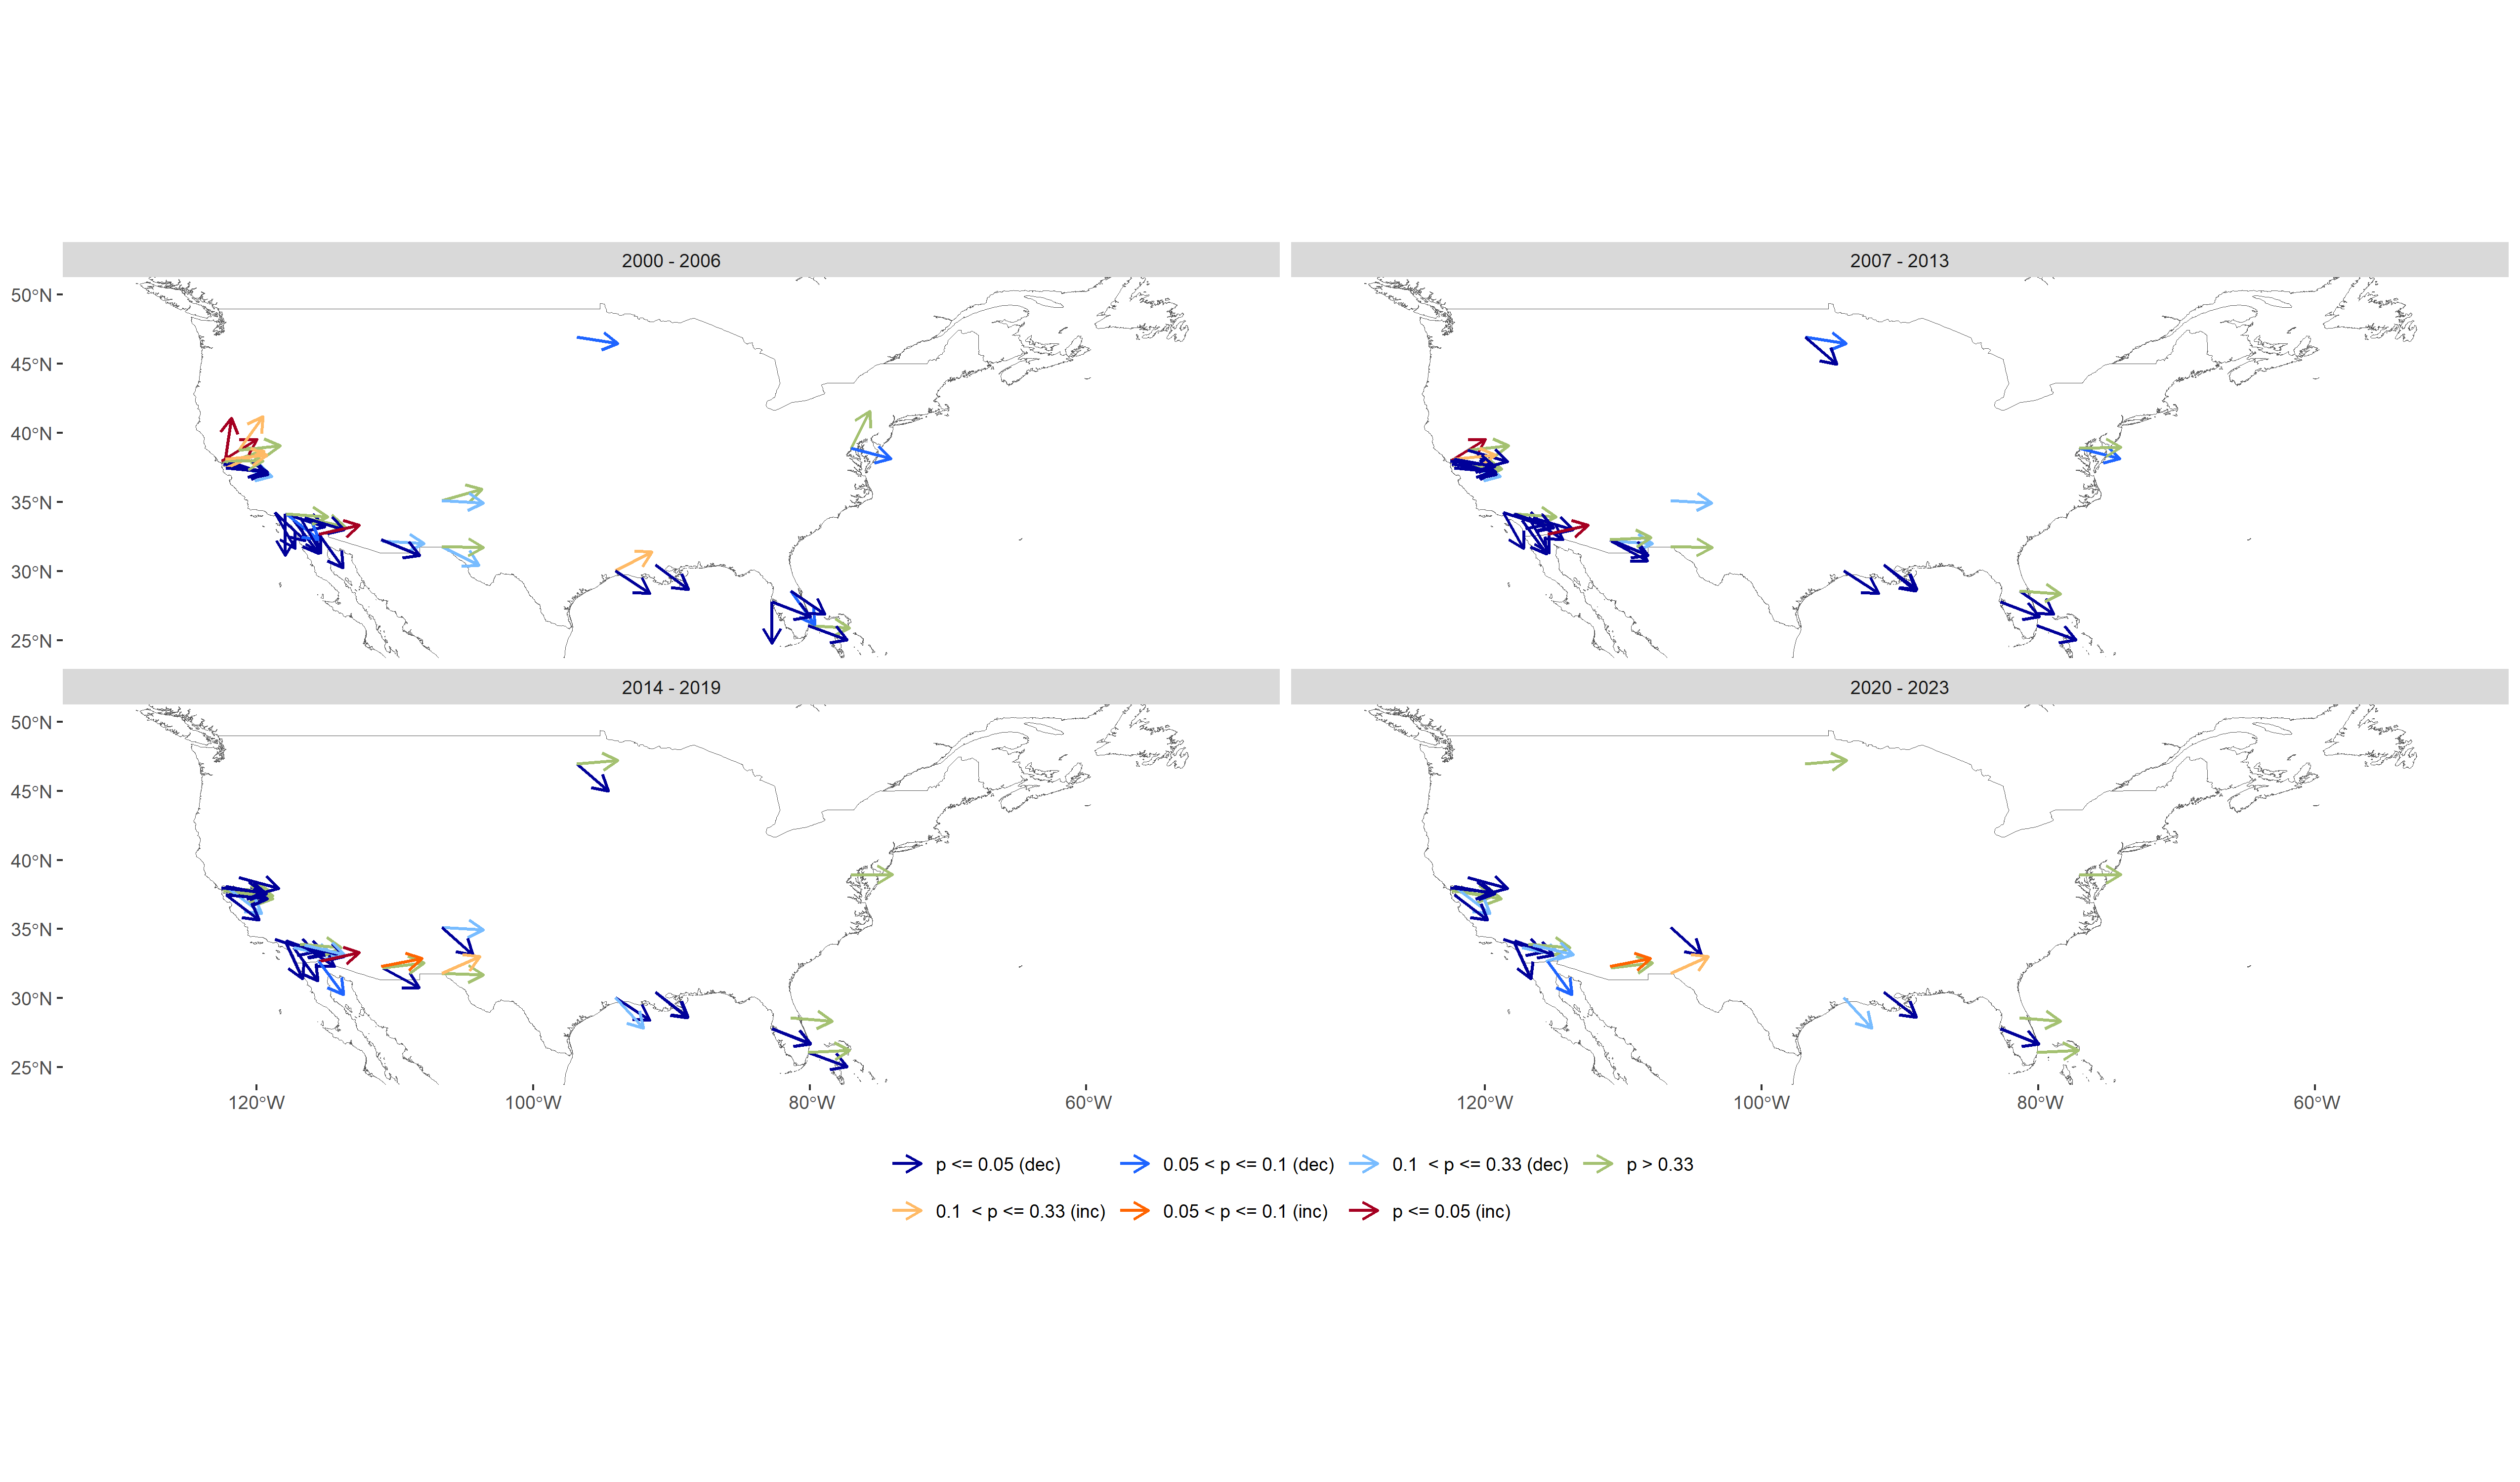 2000 - 2006
2007 - 2013
50°N
45°N
40°N
35°N
30°N
25°N
2014 - 2019
2020 - 2023
50°N
45°N
40°N
35°N
30°N
25°N
120°W 100°W 80°W 60°W
120°W 100°W 80°W 60°W
p <= 0.05 (dec) 0.05 < p <= 0.1 (dec) 0.1 < p <= 0.33 (dec) p > 0.33
0.1 < p <= 0.33 (inc) 0.05 < p <= 0.1 (inc) p <= 0.05 (inc)